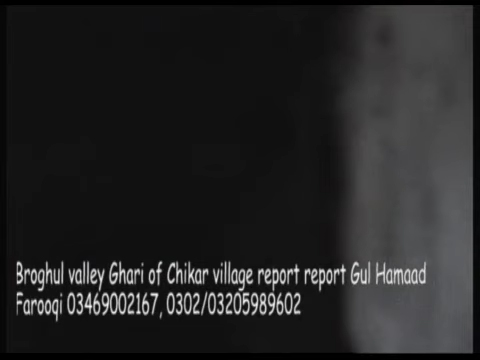 Broghul valley Ghari of Chikar village report report Gul Hamaad
Farooqi 03469002167, 0302/03205989602